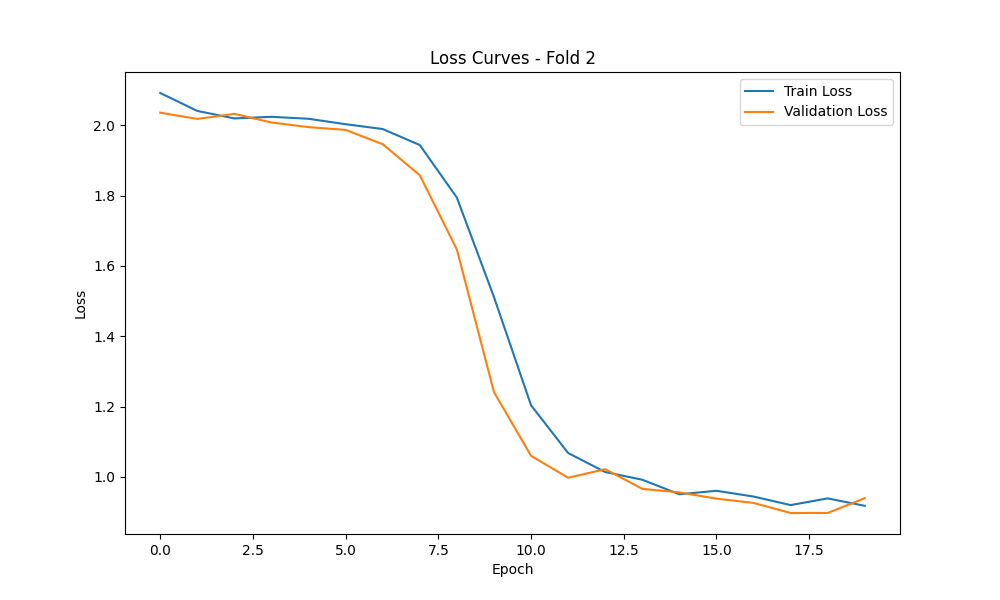 Loss Curves - Fold 2
Train Loss
Validation Loss
2.0
1.8
1.6
1.4
1.2
1.0
Loss
0.0 2.5 5.0 7.5 10.0 12.5 15.0 17.5
Epoch